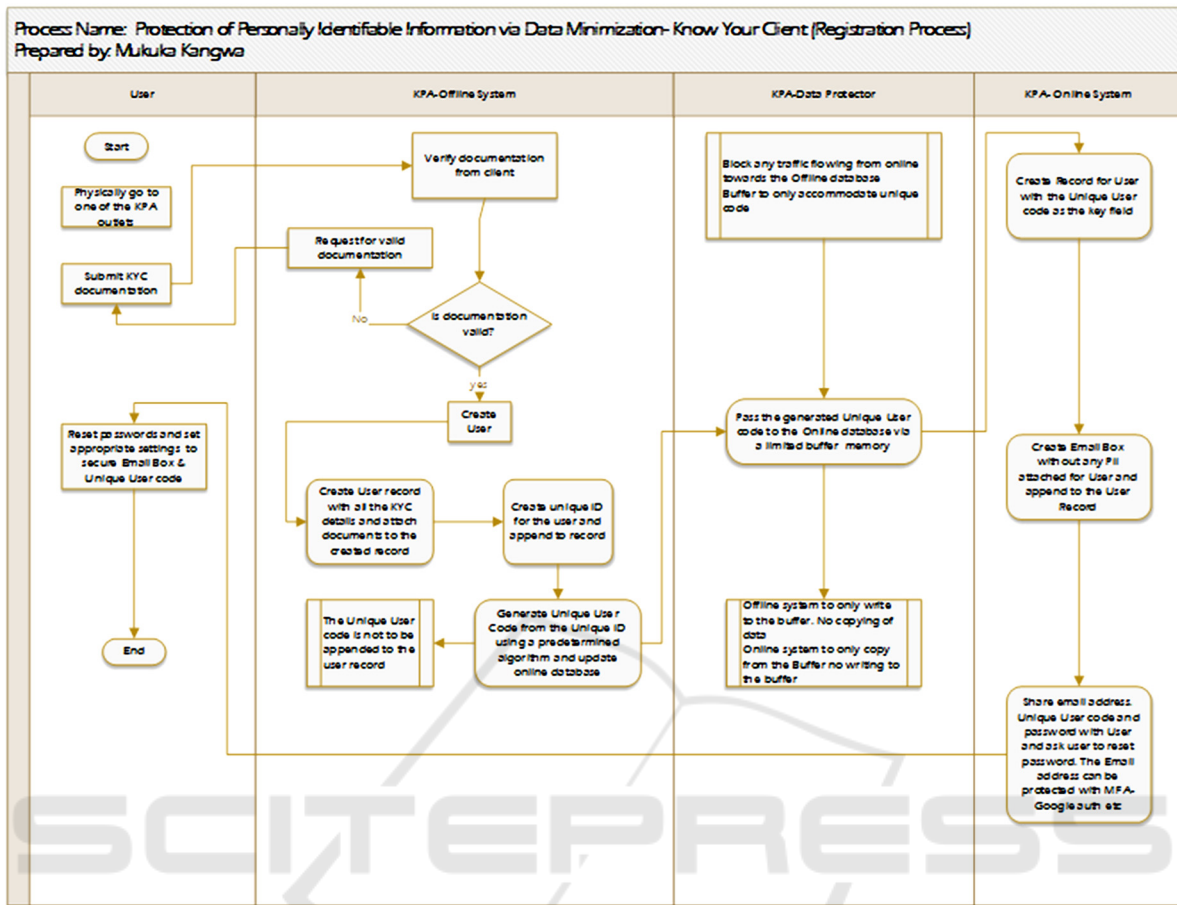 Process Name: Protection of Personally Identifiable Information via Data Minimization- Know Your Client (Registration Process)
Prepared by: Mukuka Kangwa
User
KPA-Offline System
KPA-Data Protector
KPA- Online System
Start
Physically go to
one of the KPA
outlets
Submit KYC
documentation
Reset passwords and set
appropriate settings to
secure Email Box &
Unique User code
End
Verify documentation
from client
Request for valid
documentation
No
Is documentation
valid?
yes
Create
User
Create User record
with all the KYC
details and attach
documents to the
created record
Create unique ID
for the user and
append to record
The Unique User
code is not to be
appended to the
user record
Generate Unique User
Code from the Unique ID
using a predetermined
algorithm and update
online database
Block any traffic flowing from online
towards the Offline database
Buffer to only accommodate unique
code
Pass the generated Unique User
code to the Online database via
a limited buffer memory
Offline system to only write
to the buffer. No copying of
data
Online system to only copy
from the Buffer no writing to
the buffer
Create Record for User
with the Unique User
code as the key field
Create Email Box
without any PII
attached for User and
append to the User
Record
Share email address.
Unique User code and
password with User
and ask user to reset
password. The Email
address can be
protected with MFA-
Google auth etc
SCITEPRESS